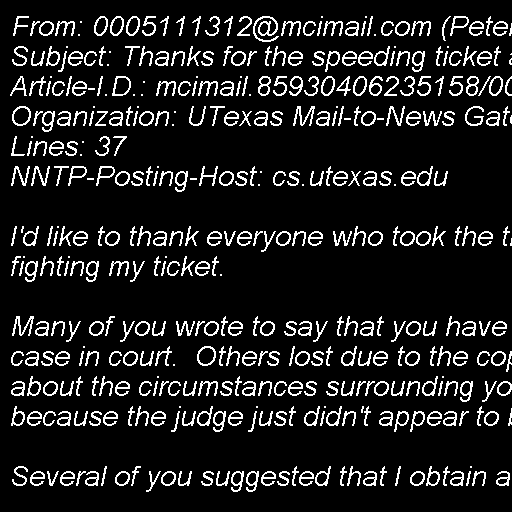 From: 0005111312@mcimail.com (Peter
Subject: Thanks for the speeding ticket
Article-I.D.: mcimail.85930406235158/00
Organization: UTexas Mail-to-News Gat
Lines: 37
NNTP-Posting-Host: cs.utexas.edu

I'd like to thank everyone who took the
fighting my ticket.

Many of you wrote to say that you have
case in court.  Others lost due to the
about the circumstances surrounding
because the judge just didn't appear to

Several of you suggested that I obtain a